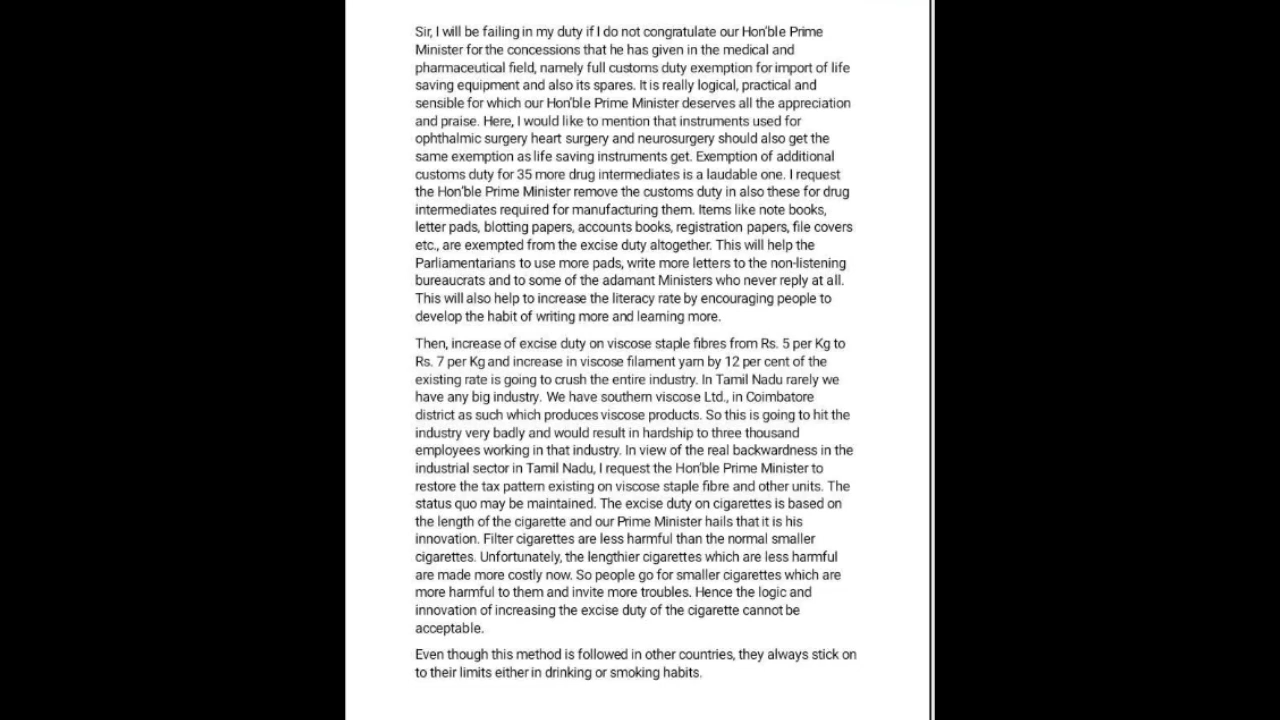 Sir, I will be failing in my duty if I do not congratulate our Hon'ble Prime
Minister for the concessions that he has given in the medical and
pharmaceutical field, namely full customs duty exemption for import of life
saving equipment and also its spares. It is really logical, practical and
sensible for which our Hon'ble Prime Minister deserves all the appreciation
and praise. Here, I would like to mention that instruments used for
ophthalmic surgery heart surgery and neurosurgery should also get the
same exemption as life saving instruments get. Exemption of additional
customs duty for 35 more drug intermediates is a laudable one. I request
the Hon'ble Prime Minister remove the customs duty in also these for drug
intermediates required for manufacturing them. Items like note books,
letter pads, blotting papers, accounts books, registration papers, file covers
etc., are exempted from the excise duty altogether. This will help the
Parliamentarians to use more pads, write more letters to the non-listening
bureaucrats and to some of the adamant Ministers who never reply at all.
This will also help to increase the literacy rate by encouraging people to
develop the habit of writing more and learning more.
Then, increase of excise duty on viscose staple fibres from Rs. 5 per Kg to
Rs. 7 per Kg and increase in viscose filament yarn by 12 per cent of the
existing rate is going to crush the entire industry. In Tamil Nadu rarely we
have any big industry. We have southern viscose Ltd., in Coimbatore
district as such which produces viscose products. So this is going to hit the
industry very badly and would result in hardship to three thousand
employees working in that industry. In view of the real backwardness in the
industrial sector in Tamil Nadu, I request the Hon'ble Prime Minister to
restore the tax pattern existing on viscose staple fibre and other units. The
status quo may be maintained. The excise duty on cigarettes is based on
the length of the cigarette and our Prime Minister hails that it is his
innovation. Filter cigarettes are less harmful than the normal smaller
cigarettes. Unfortunately, the lengthier cigarettes which are less harmful
are made more costly now. So people go for smaller cigarettes which are
more harmful to them and invite more troubles. Hence the logic and
innovation of increasing the excise duty of the cigarette cannot be
acceptable.
Even though this method is followed in other countries, they always stick on
to their limits either in drinking or smoking habits.